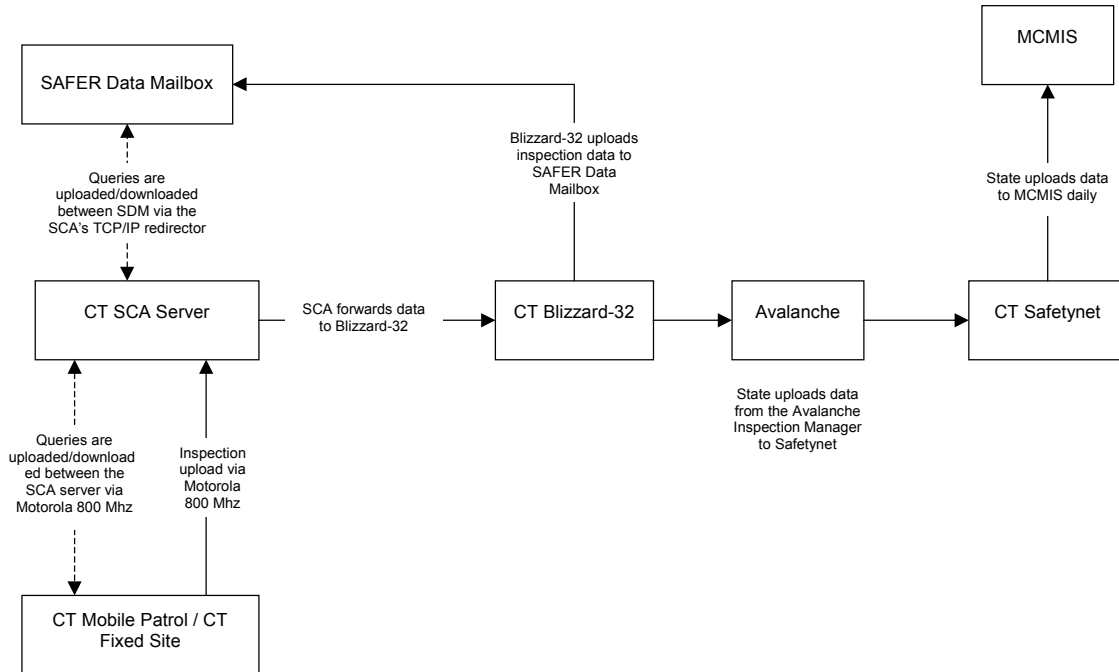 MCMIS
SAFER Data Mailbox
Blizzard-32 uploads
inspection data to
SAFER Data
Mailbox
Queries are
uploaded/downloaded
between SDM via the
SCA's TCP/IP redirector
State uploads data
to MCMIS daily
CT SCA Server
SCA forwards data
to Blizzard-32
CT Blizzard-32
Avalanche
CT Safetynet
State uploads data
from the Avalanche
Inspection Manager
to Safetynet
Queries are
uploaded/download
ed between the
SCA server via
Motorola 800 Mhz
Inspection
upload via
Motorola
800 Mhz
CT Mobile Patrol / CT
Fixed Site